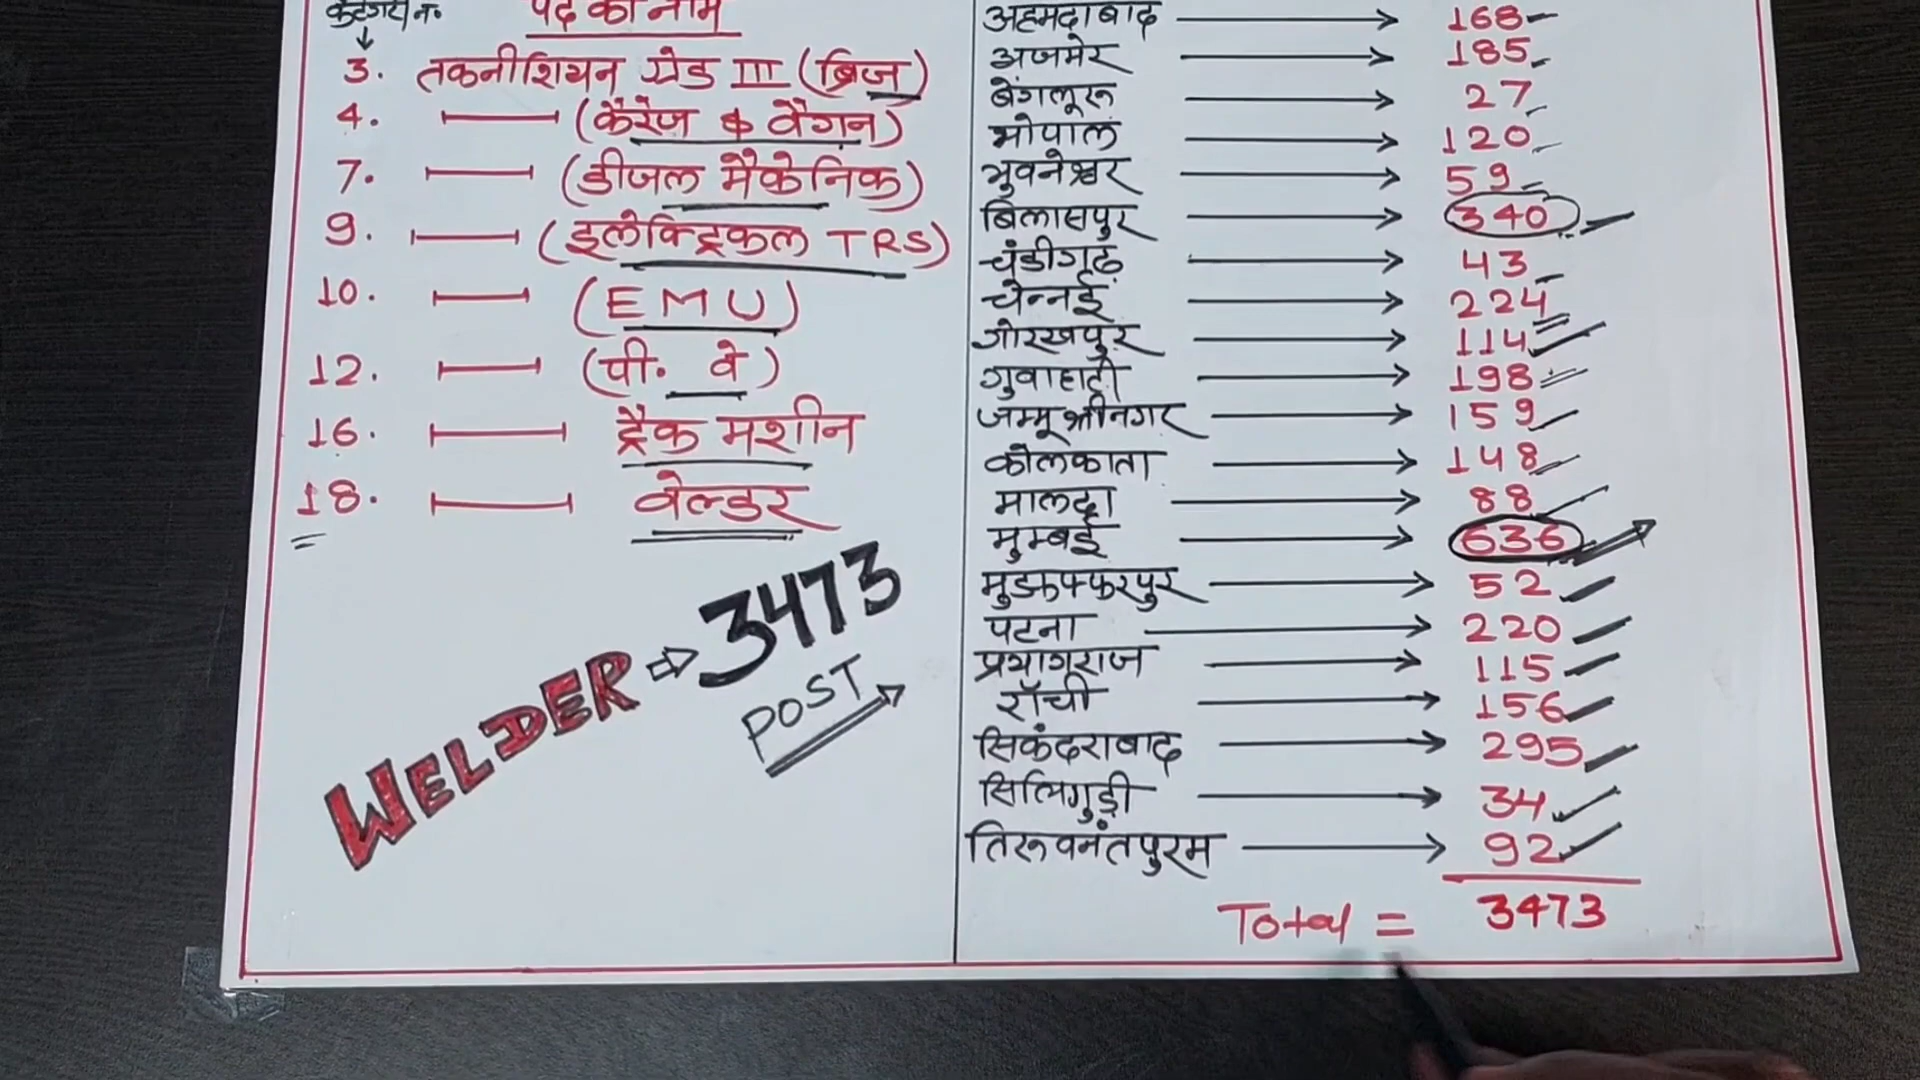 केटेगरी नं.
पद का नाम
3. तकनीशियन ग्रेड III (ब्रिज)
4. (कैरेज & वैगन)
7. (डीजल मैकेनिक)
9. (इलेक्ट्रिकल TRS)
10. (EMU)
12. (पी. वे)
16. ट्रैक मशीन
18. वेल्डर
WELDER ⇒ 3473
POST
अहमदाबाद → 168
अजमेर → 185
बेंगलूरू → 27
भोपाल → 120
भुवनेश्वर → 59
बिलासपुर → 340
चंडीगढ़ → 43
चेन्नई → 224
गोरखपुर → 114
गुवाहाटी → 198
जम्मू श्रीनगर → 159
कोलकाता → 148
मालदा → 88
मुम्बई → 636
मुजफ्फरपुर → 52
पटना → 220
प्रयागराज → 115
राँची → 156
सिकंदराबाद → 295
सिलिगुड़ी → 34
तिरूवनंतपुरम → 92
Total = 3473